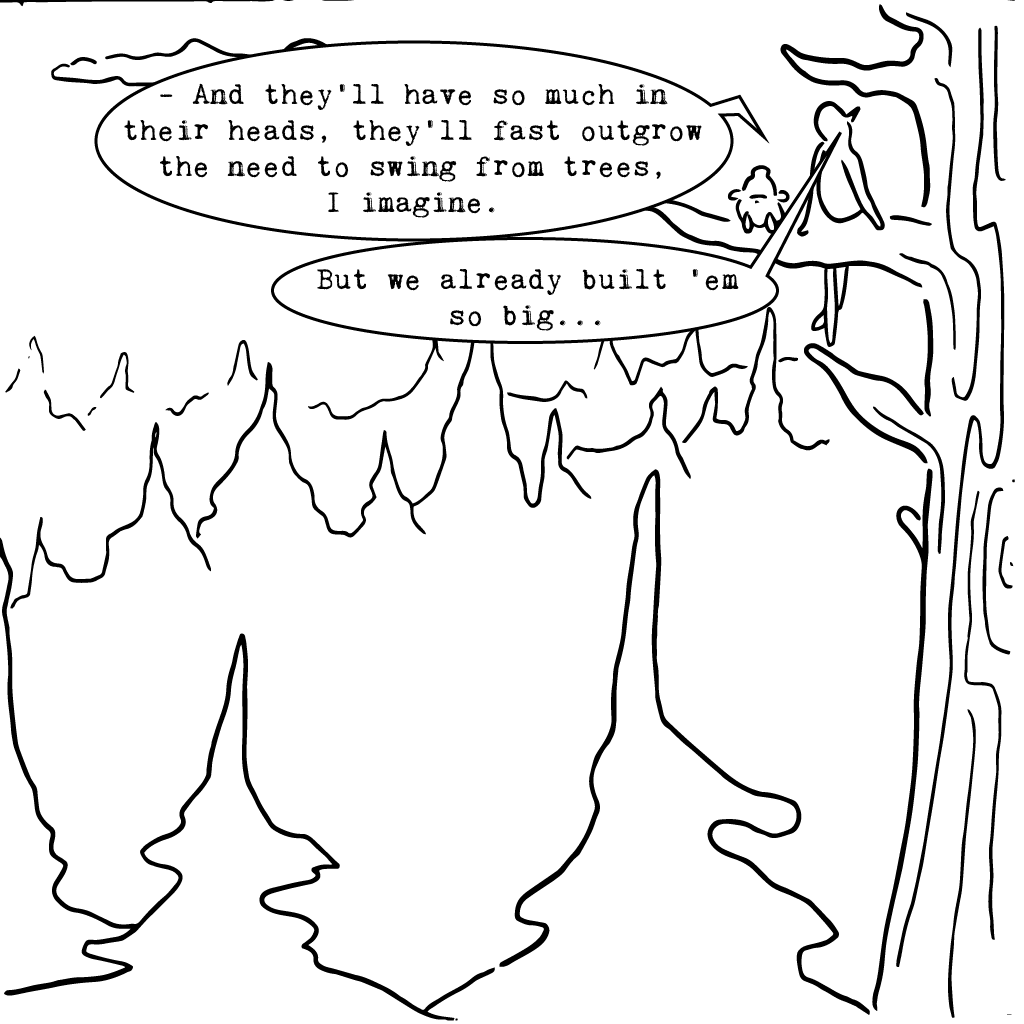 - And they'll have so much in
their heads, they'll fast outgrow
the need to swing from trees,
I imagine.
But we already built 'em
so big...